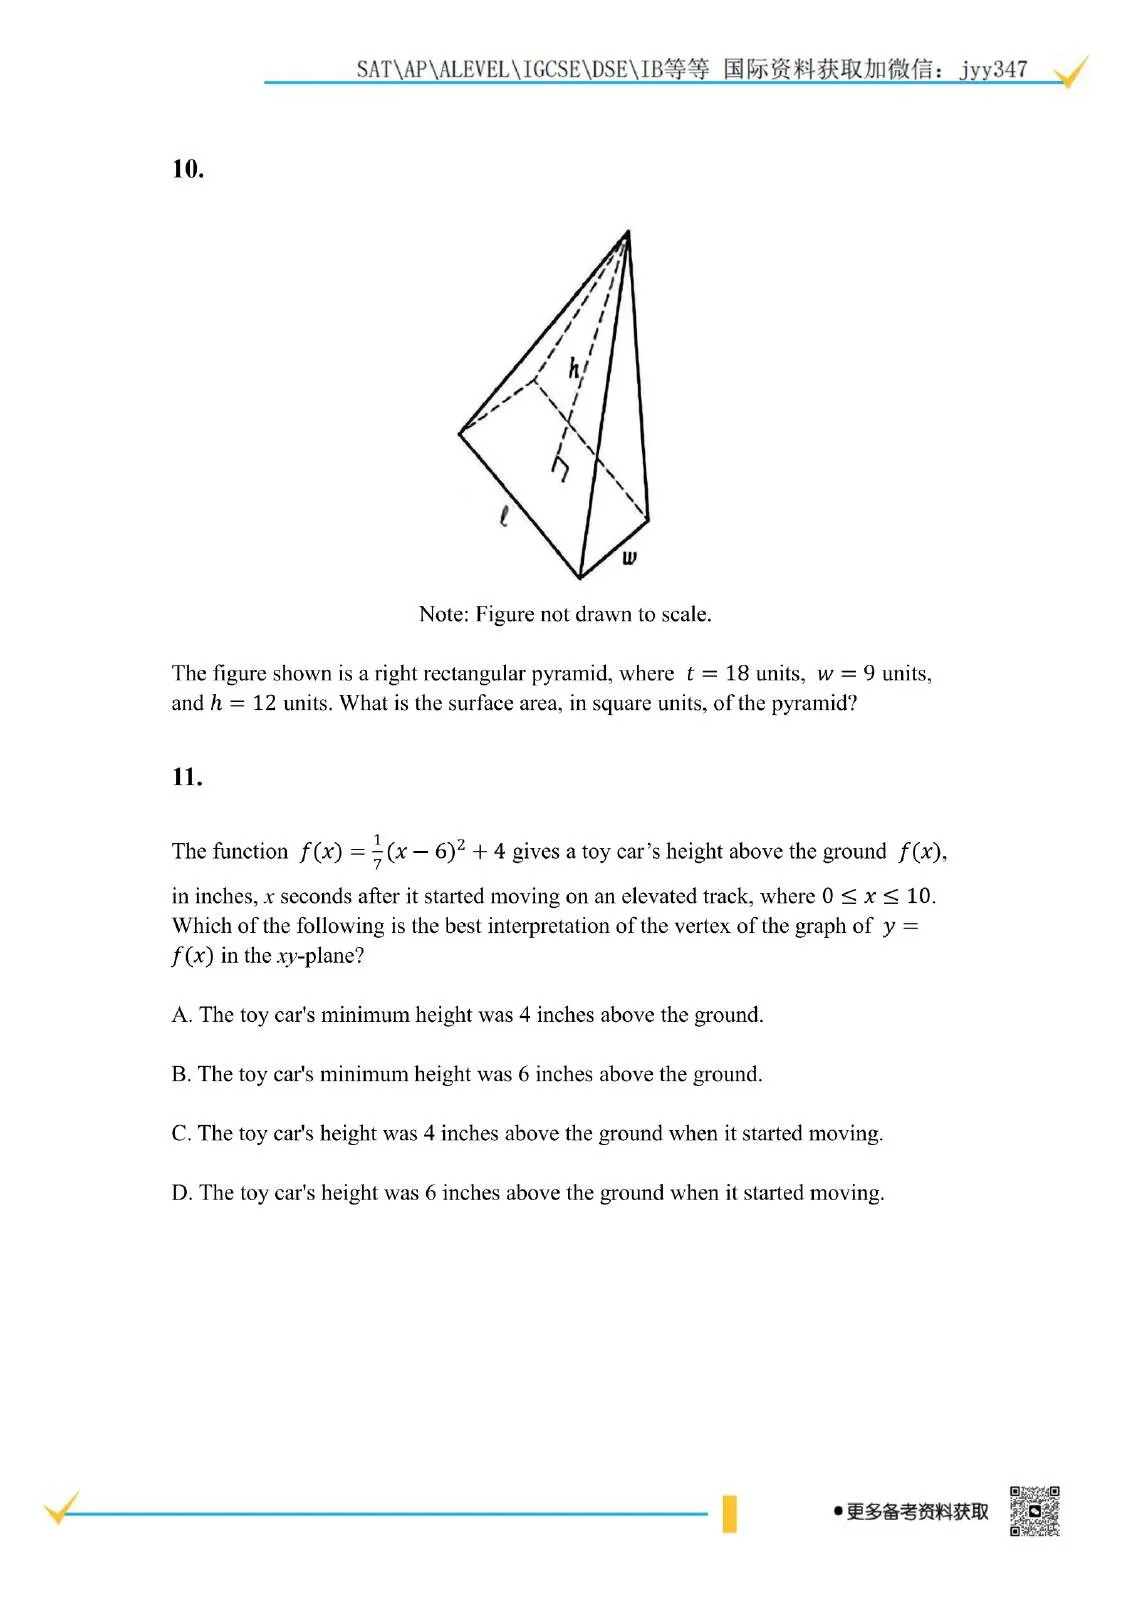 SAT\AP\ALEVEL\IGCSE\DSE\IB等等 国际资料获取加微信：jyy347
10.
h
l
w
Note: Figure not drawn to scale.
The figure shown is a right rectangular pyramid, where t = 18 units, w = 9 units,
and h = 12 units. What is the surface area, in square units, of the pyramid?
11.
The function f(x) = 1/7(x − 6)² + 4 gives a toy car’s height above the ground f(x),
in inches, x seconds after it started moving on an elevated track, where 0 ≤ x ≤ 10.
Which of the following is the best interpretation of the vertex of the graph of y =
f(x) in the xy-plane?
A. The toy car's minimum height was 4 inches above the ground.
B. The toy car's minimum height was 6 inches above the ground.
C. The toy car's height was 4 inches above the ground when it started moving.
D. The toy car's height was 6 inches above the ground when it started moving.
•更多备考资料获取